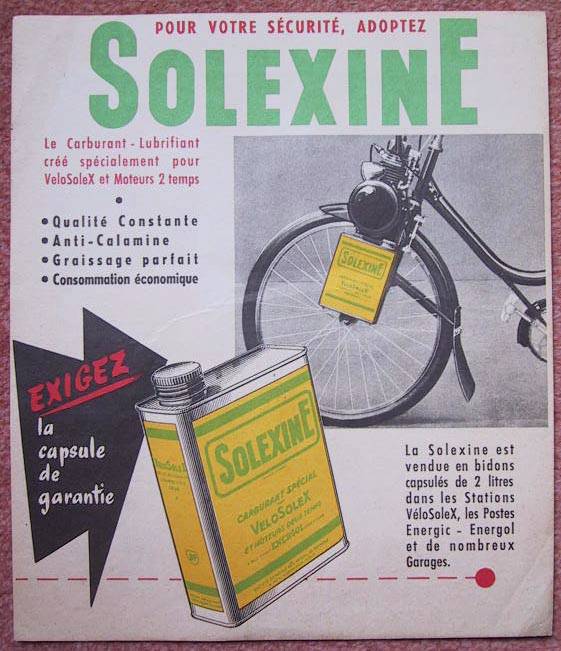 POUR VOTRE SÉCURITÉ, ADOPTEZ
SOLEXINE
Le Carburant - Lubrifiant
créé spécialement pour
VeloSoleX et Moteurs 2 temps
• Qualité Constante
• Anti-Calamine
• Graissage parfait
• Consommation économique
SOLEXINE
VELOSOLEX
EXIGEZ
la
capsule
de
garantie
SOLEXINE
CARBURANT SPÉCIAL
VELOSOLEX
ET MOTEURS DEUX TEMPS
ENERGOL
La Solexine est
vendue en bidons
capsulés de 2 litres
dans les Stations
VéloSoleX, les Postes
Energic - Energol
et de nombreux
Garages.